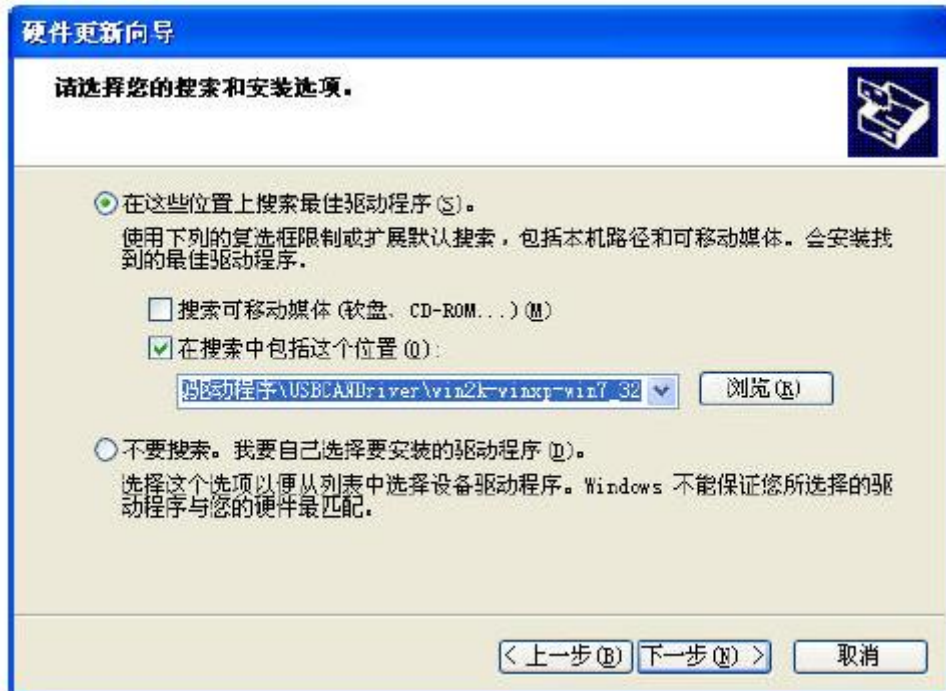 硬件更新向导
请选择您的搜索和安装选项。
在这些位置上搜索最佳驱动程序(S)。
使用下列的复选框限制或扩展默认搜索，包括本机路径和可移动媒体。会安装找
到的最佳驱动程序。
搜索可移动媒体(软盘、CD-ROM...)(M)
在搜索中包括这个位置(O):
驱动程序\USBCANDriver\win2k-winxp-win7_32
浏览(R)
不要搜索。我要自己选择要安装的驱动程序(D)。
选择这个选项以便从列表中选择设备驱动程序。Windows 不能保证您所选择的驱
动程序与您的硬件最匹配。
< 上一步(B)
下一步(N) >
取消